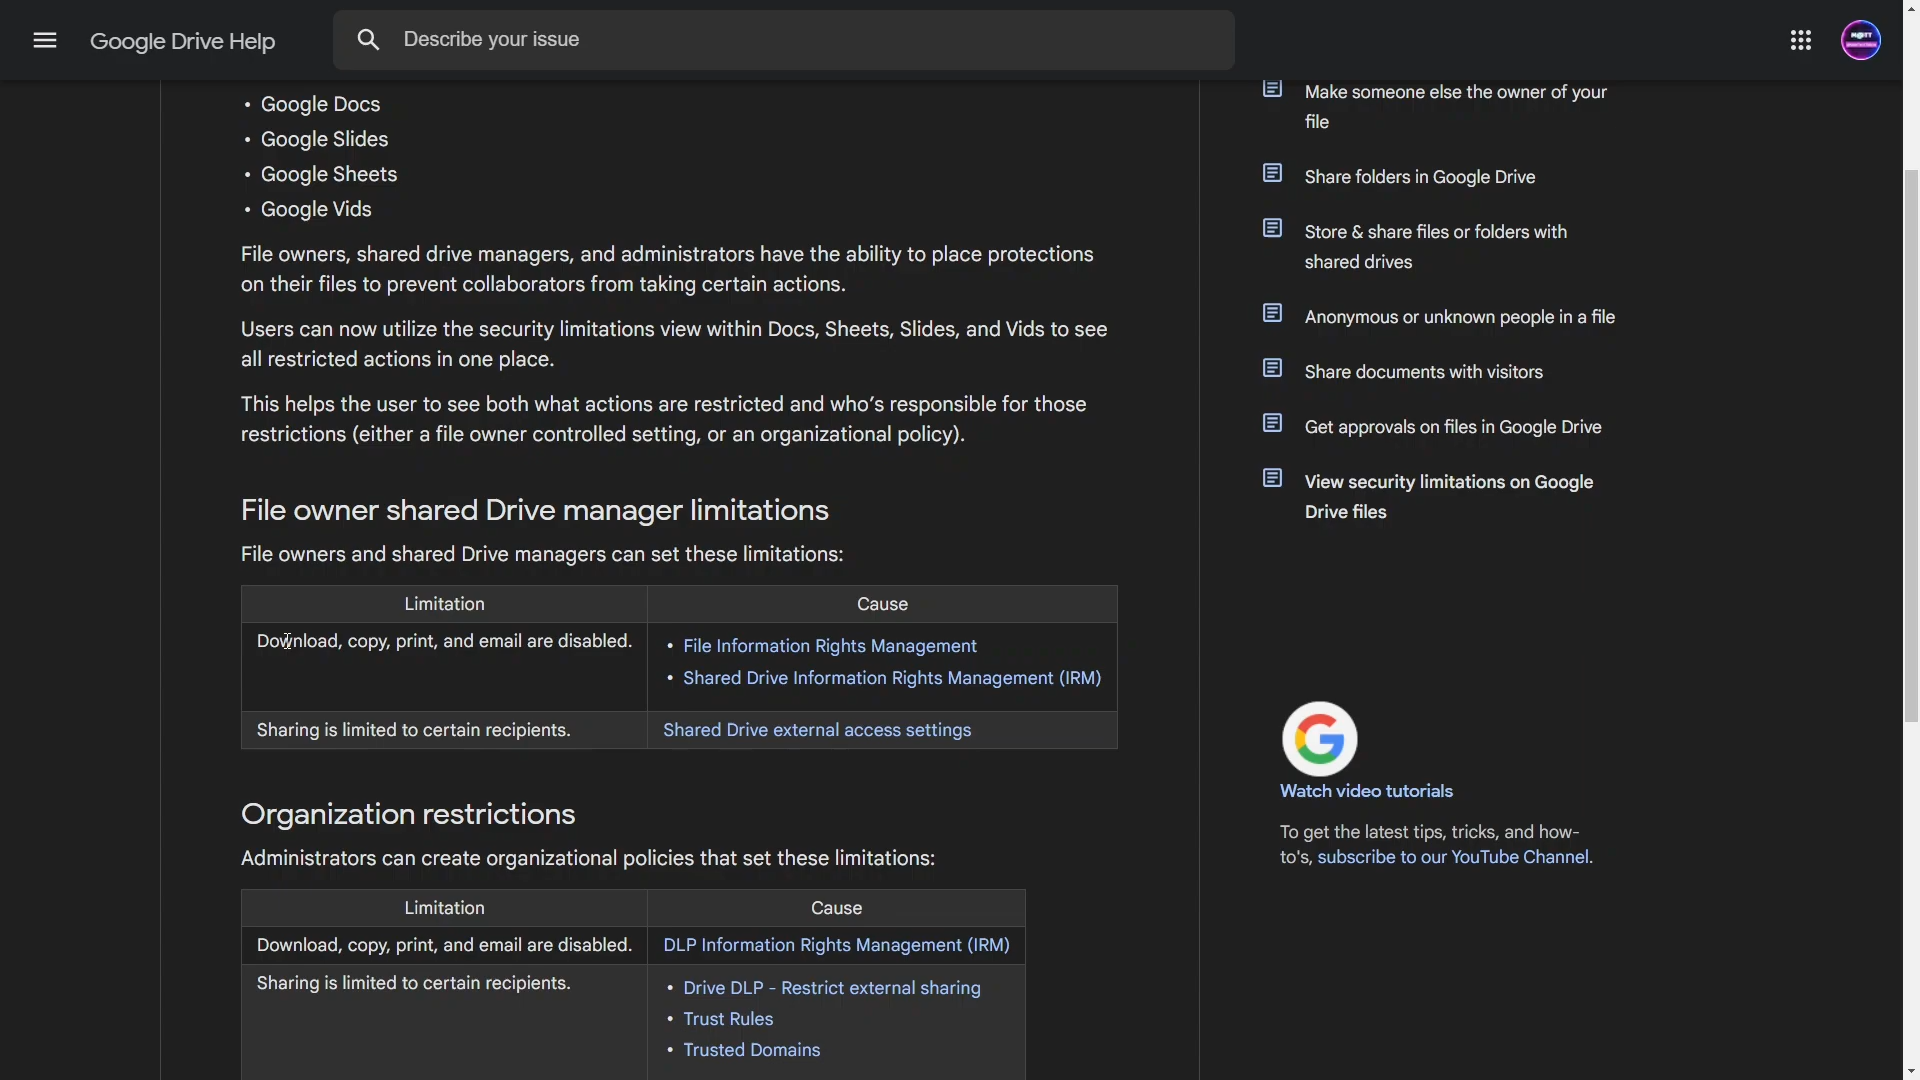 Google Drive Help
Describe your issue
• Google Docs
• Google Slides
• Google Sheets
• Google Vids
File owners, shared drive managers, and administrators have the ability to place protections
on their files to prevent collaborators from taking certain actions.
Users can now utilize the security limitations view within Docs, Sheets, Slides, and Vids to see
all restricted actions in one place.
This helps the user to see both what actions are restricted and who’s responsible for those
restrictions (either a file owner controlled setting, or an organizational policy).
File owner shared Drive manager limitations
File owners and shared Drive managers can set these limitations:
Limitation
Cause
Download, copy, print, and email are disabled.
• File Information Rights Management
• Shared Drive Information Rights Management (IRM)
Sharing is limited to certain recipients.
Shared Drive external access settings
Organization restrictions
Administrators can create organizational policies that set these limitations:
Limitation
Cause
Download, copy, print, and email are disabled.
DLP Information Rights Management (IRM)
Sharing is limited to certain recipients.
• Drive DLP - Restrict external sharing
• Trust Rules
• Trusted Domains
Make someone else the owner of your
file
Share folders in Google Drive
Store & share files or folders with
shared drives
Anonymous or unknown people in a file
Share documents with visitors
Get approvals on files in Google Drive
View security limitations on Google
Drive files
Watch video tutorials
To get the latest tips, tricks, and how-
to's, subscribe to our YouTube Channel.